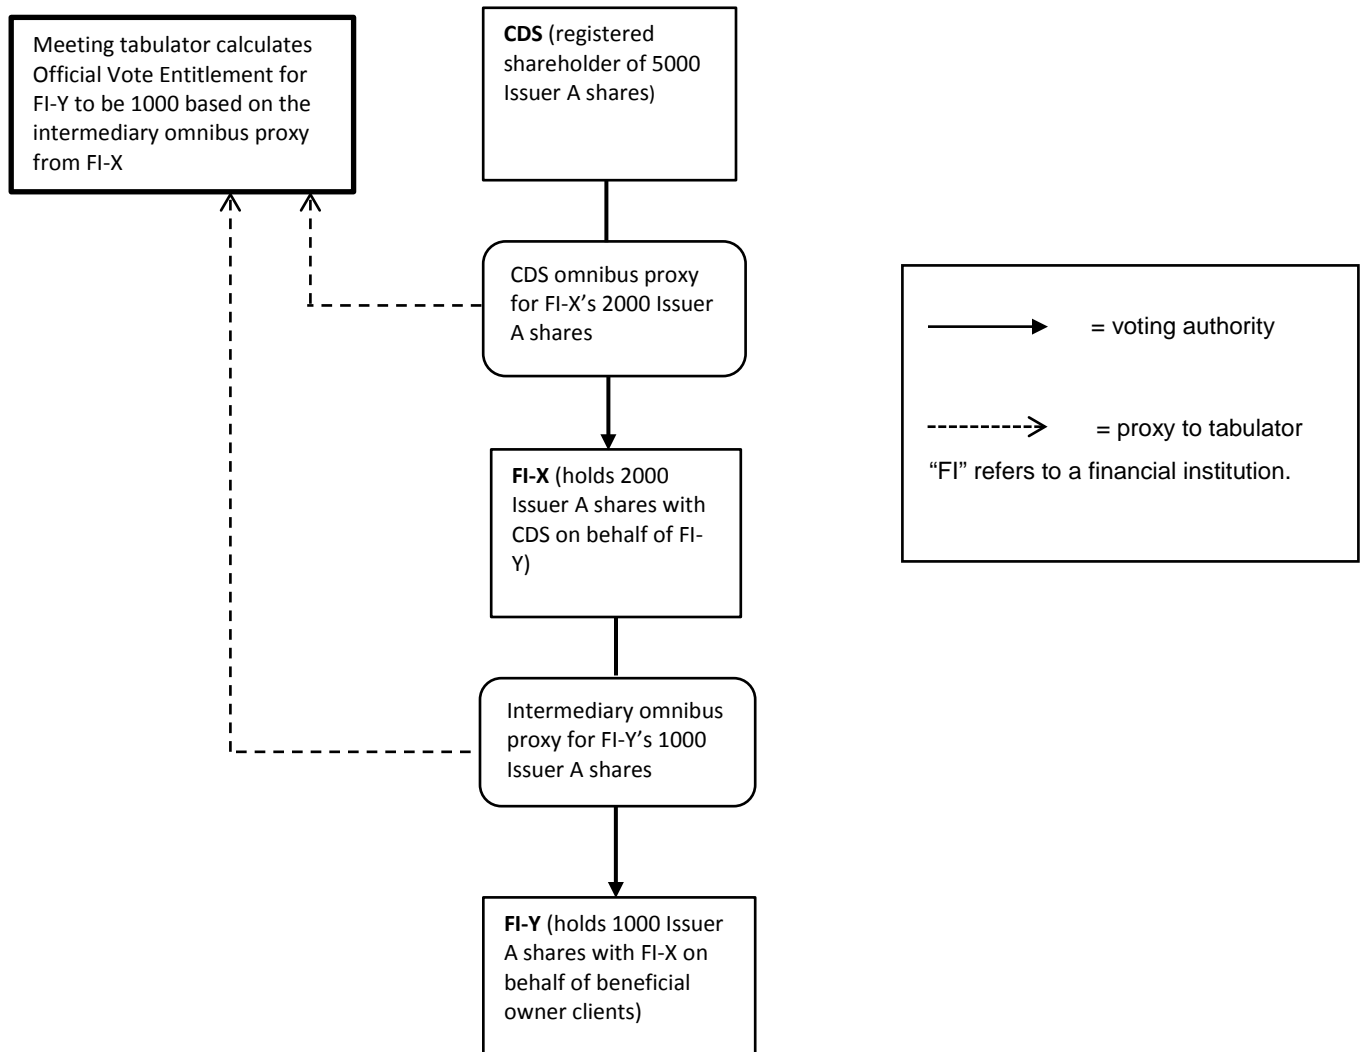 Meeting tabulator calculates
Official Vote Entitlement for
FI-Y to be 1000 based on the
intermediary omnibus proxy
from FI-X
CDS (registered
shareholder of 5000
Issuer A shares)
CDS omnibus proxy
for FI-X’s 2000 Issuer
A shares
= voting authority
= proxy to tabulator
“FI” refers to a financial institution.
FI-X (holds 2000
Issuer A shares with
CDS on behalf of FI-
Y)
Intermediary omnibus
proxy for FI-Y’s 1000
Issuer A shares
FI-Y (holds 1000 Issuer
A shares with FI-X on
behalf of beneficial
owner clients)